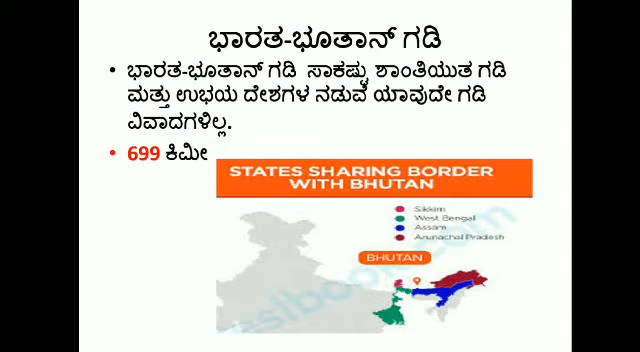 ಭಾರತ-ಭೂತಾನ್ ಗಡಿ
• ಭಾರತ-ಭೂತಾನ್ ಗಡಿ ಸಾಕಷ್ಟು ಶಾಂತಿಯುತ ಗಡಿ
ಮತ್ತು ಉಭಯ ದೇಶಗಳ ನಡುವೆ ಯಾವುದೇ ಗಡಿ
ವಿವಾದಗಳಿಲ್ಲ.
• 699 ಕಿಮೀ
STATES SHARING BORDER
WITH BHUTAN
Sikkim
West Bengal
Assam
Arunachal Pradesh
BHUTAN